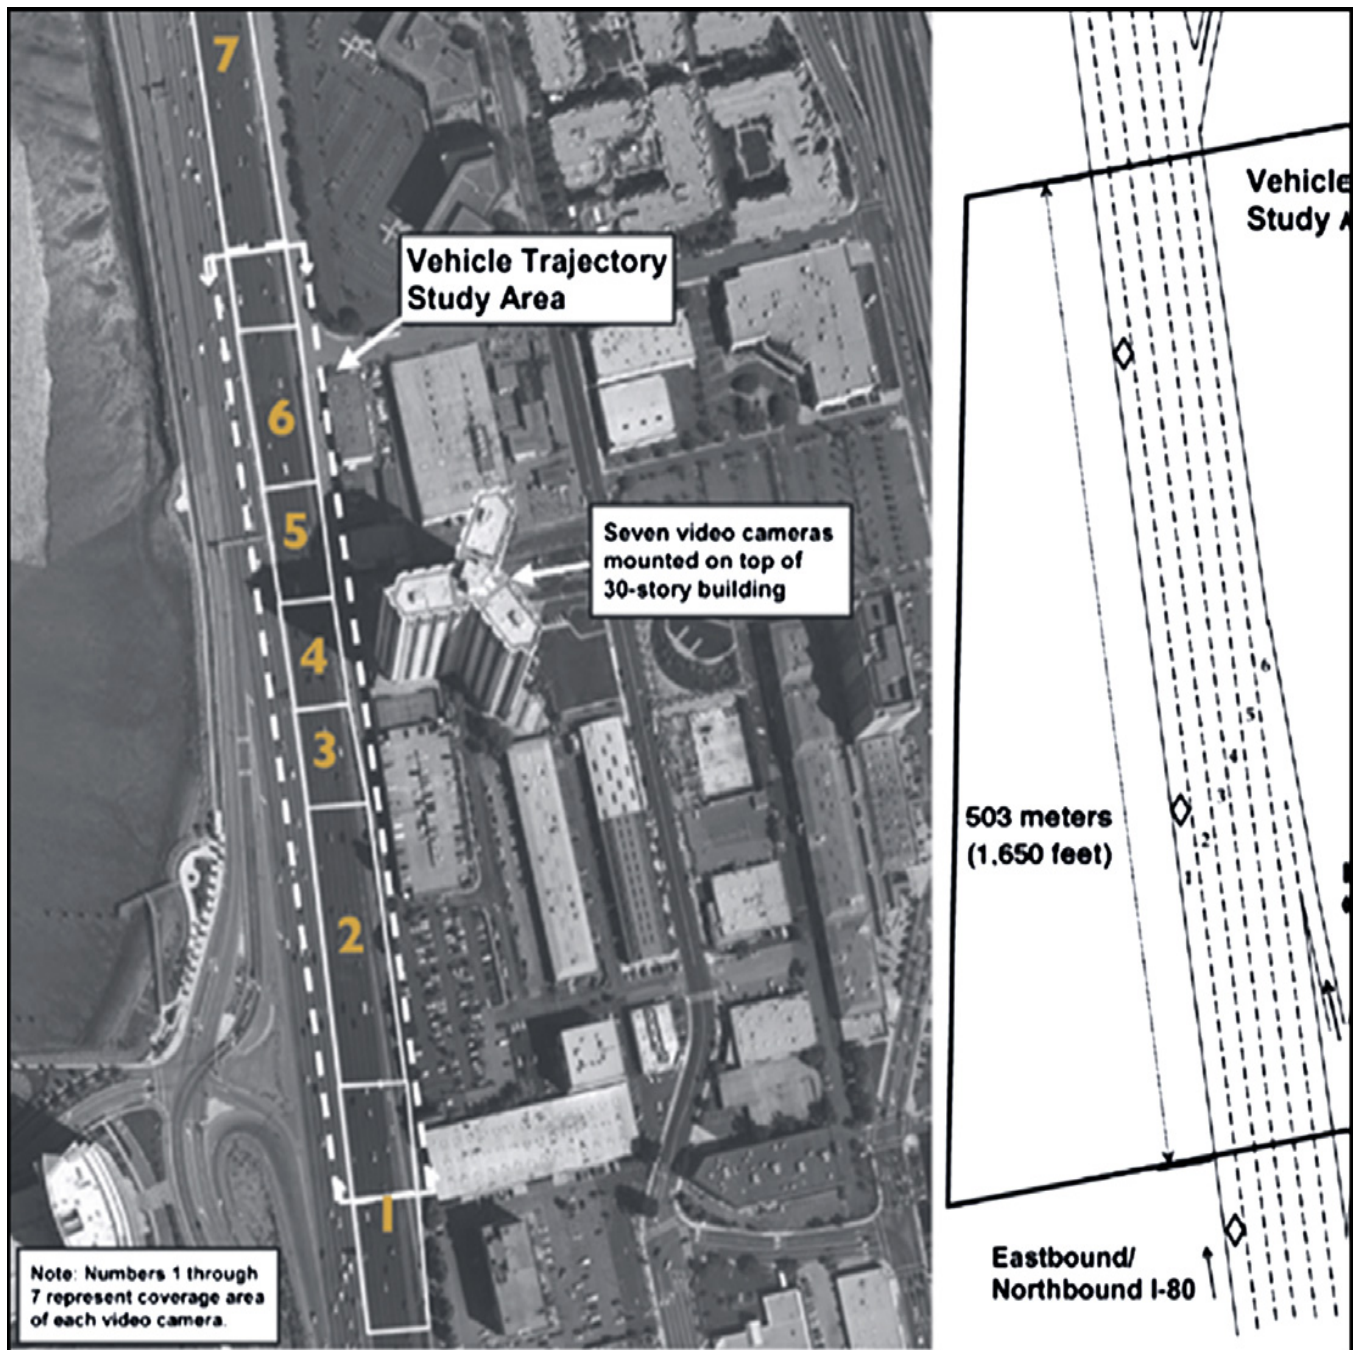 7
Vehicle Trajectory
Study Area
6
5
Seven video cameras
mounted on top of
30-story building
4
3
2
1
Note: Numbers 1 through
7 represent coverage area
of each video camera.
Vehicle
Study
6
5
4
3
2
1
503 meters
(1,650 feet)
Eastbound/
Northbound I-80